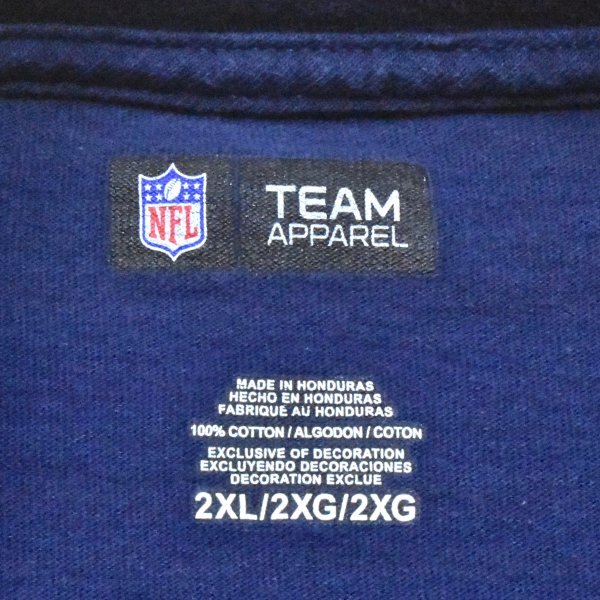 NFL
TEAM
APPAREL
MADE IN HONDURAS
HECHO EN HONDURAS
FABRIQUE AU HONDURAS
100% COTTON / ALGODON / COTON
EXCLUSIVE OF DECORATION
EXCLUYENDO DECORACIONES
DECORATION EXCLUE
2XL/2XG/2XG